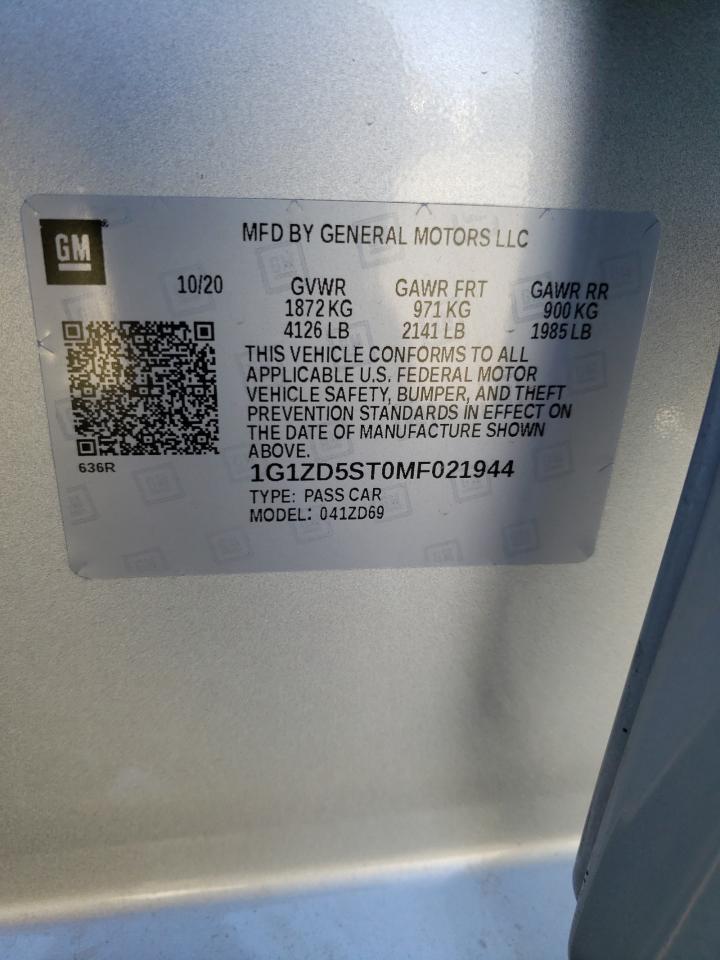 GM
MFD BY GENERAL MOTORS LLC
10/20 GVWR GAWR FRT GAWR RR
1872 KG 971 KG 900 KG
4126 LB 2141 LB 1985 LB
THIS VEHICLE CONFORMS TO ALL
APPLICABLE U.S. FEDERAL MOTOR
VEHICLE SAFETY, BUMPER, AND THEFT
PREVENTION STANDARDS IN EFFECT ON
THE DATE OF MANUFACTURE SHOWN
ABOVE.
636R
1G1ZD5ST0MF021944
TYPE: PASS CAR
MODEL: 041ZD69